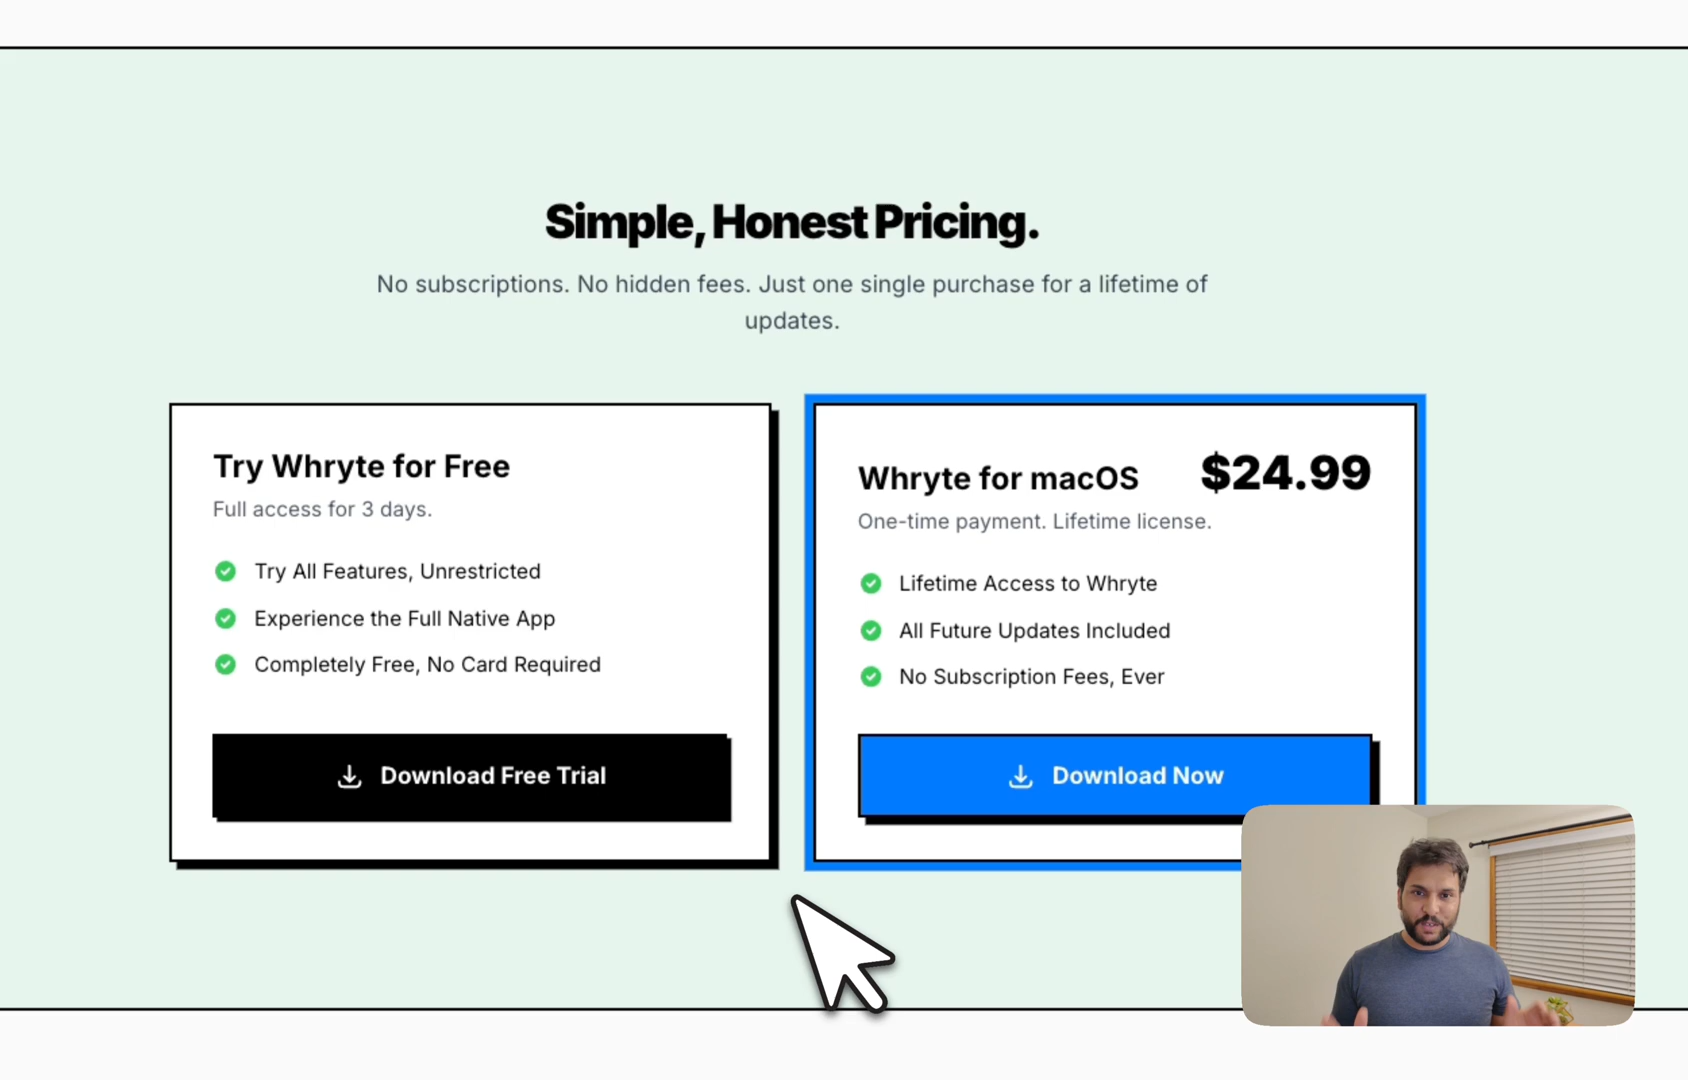 Simple, Honest Pricing.
No subscriptions. No hidden fees. Just one single purchase for a lifetime of
updates.
Try Whryte for Free
Full access for 3 days.
Try All Features, Unrestricted
Experience the Full Native App
Completely Free, No Card Required
Download Free Trial
Whryte for macOS
$24.99
One-time payment. Lifetime license.
Lifetime Access to Whryte
All Future Updates Included
No Subscription Fees, Ever
Download Now